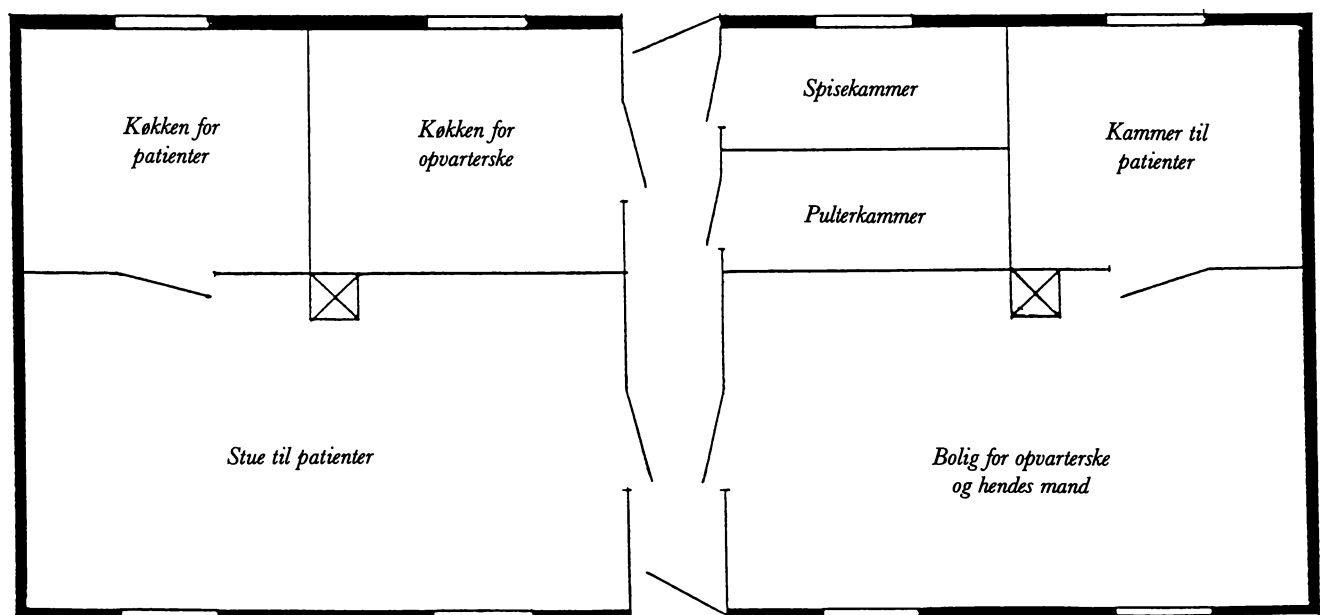 Køkken for
patienter
Køkken for
opvarterske
Spisekammer
Pulterkammer
Kammer til
patienter
Stue til patienter
Bolig for opvarterske
og hendes mand